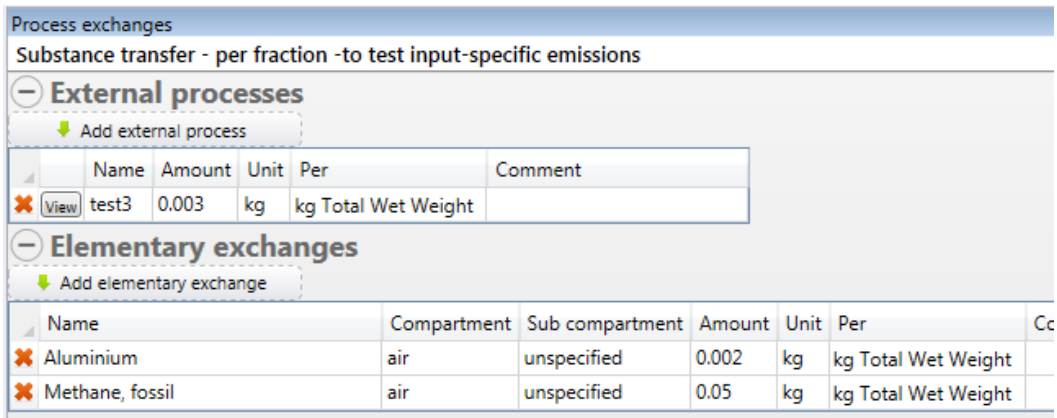 Process exchanges
Substance transfer - per fraction -to test input-specific emissions
External processes
Add external process
Name Amount Unit Per Comment
View test3 0.003 kg kg Total Wet Weight
Elementary exchanges
Add elementary exchange
Name Compartment Sub compartment Amount Unit Per Co
Aluminium air unspecified 0.002 kg kg Total Wet Weight
Methane, fossil air unspecified 0.05 kg kg Total Wet Weight